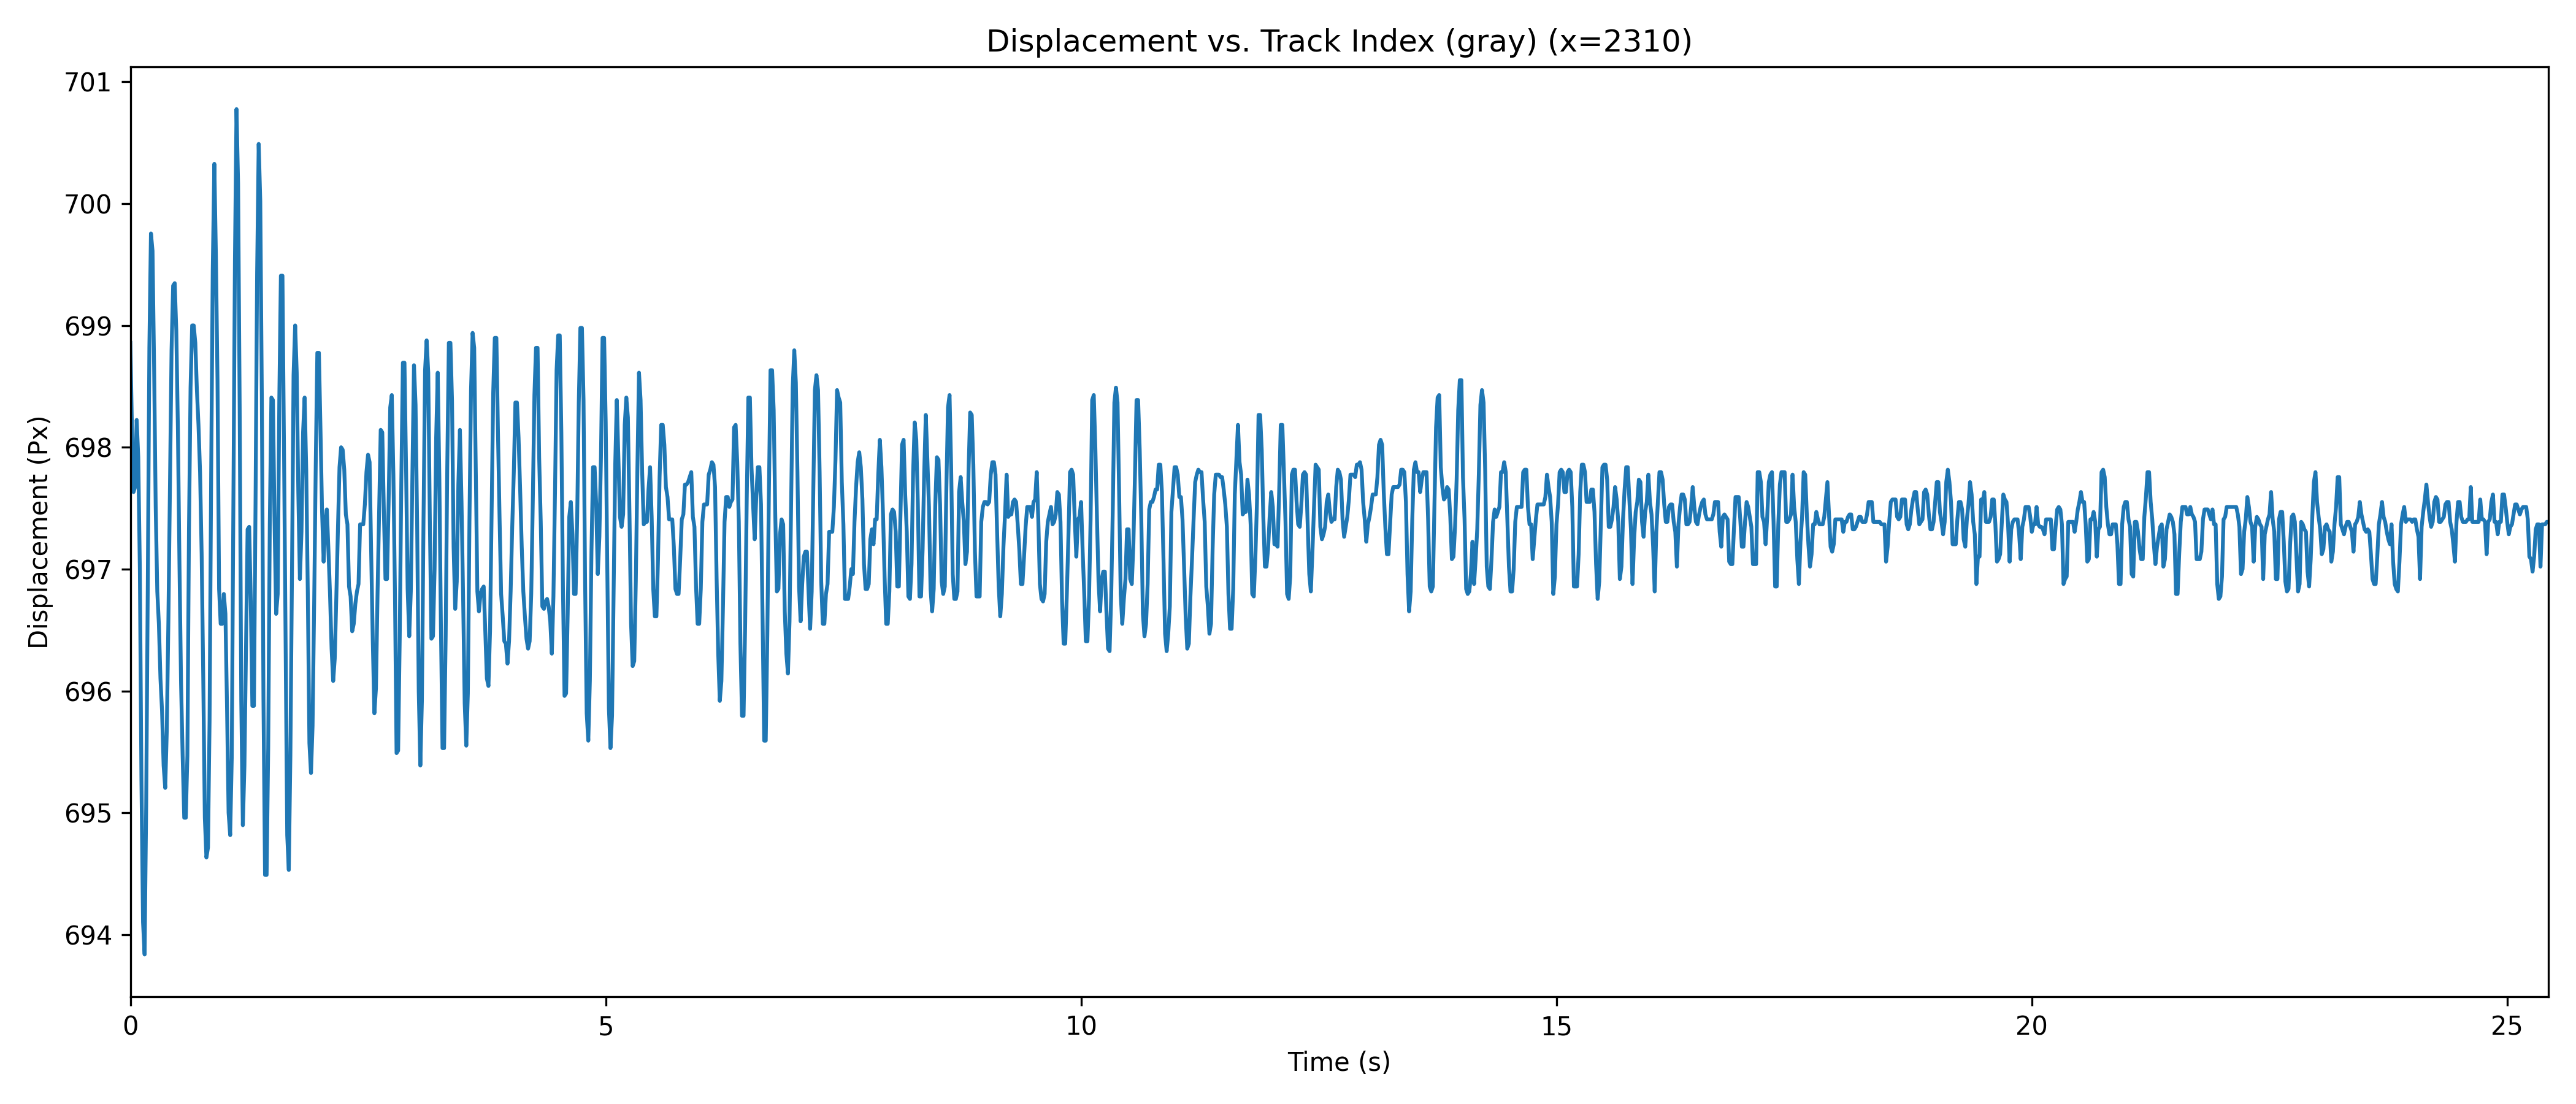 Displacement vs. Track Index (gray) (x=2310)
701
700
699
698
697
696
695
694
Displacement (Px)
0 5 10 15 20 25
Time (s)